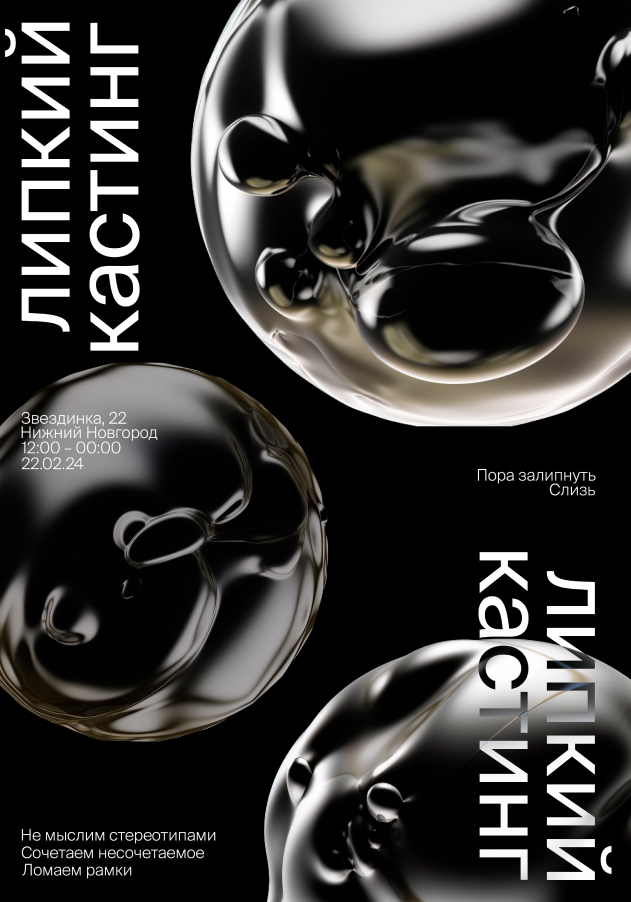 липкий
кастинг
Звездинка, 22
Нижний Новгород
12:00 – 00:00
22.02.24
Пора залипнуть
Слизь
липкий
кастинг
Не мыслим стереотипами
Сочетаем несочетаемое
Ломаем рамки